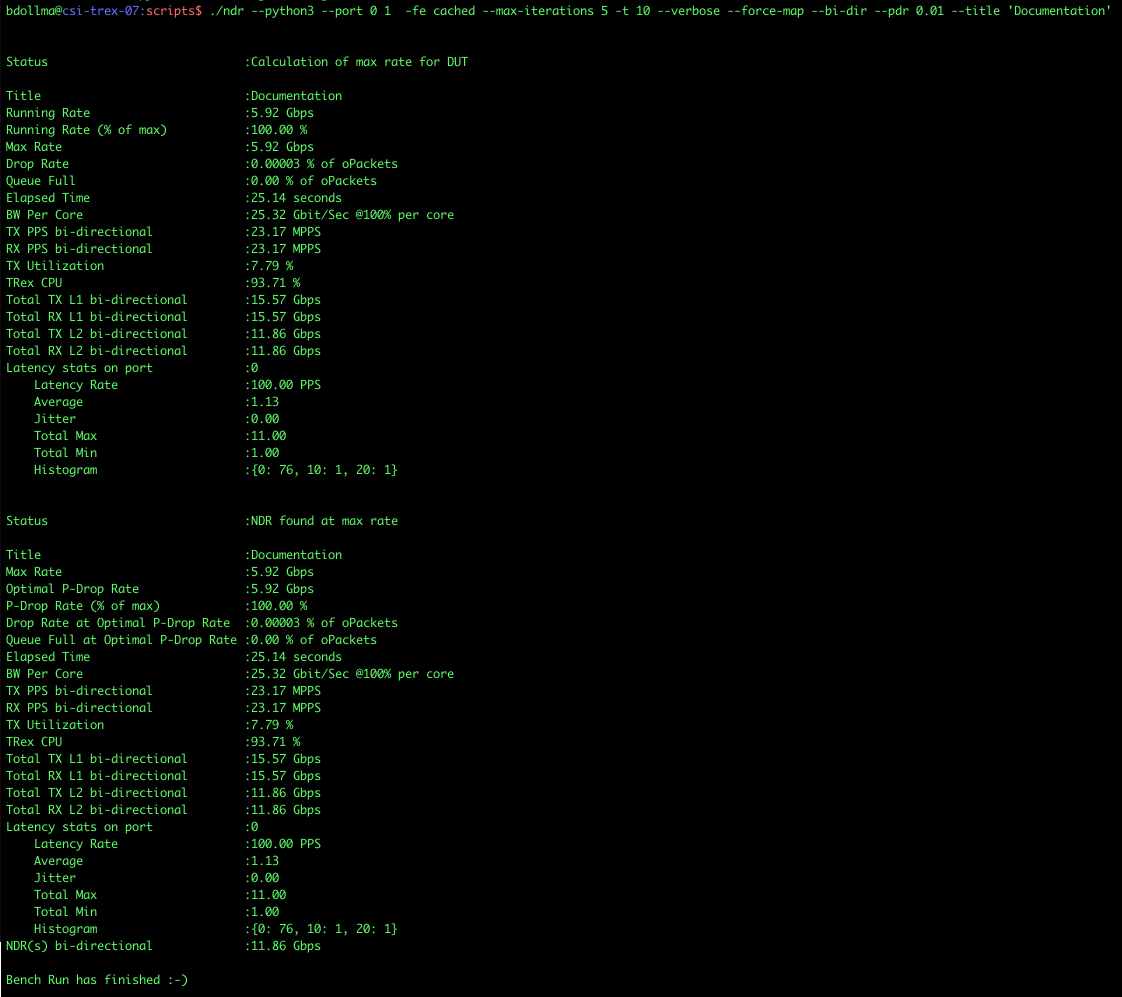 bdollma@csi-trex-07:scripts$ ./ndr --python3 --port 0 1  -fe cached --max-iterations 5 -t 10 --verbose --force-map --bi-dir --pdr 0.01 --title 'Documentation'
Status                            :Calculation of max rate for DUT
Title                             :Documentation
Running Rate                      :5.92 Gbps
Running Rate (% of max)           :100.00 %
Max Rate                          :5.92 Gbps
Drop Rate                         :0.00003 % of oPackets
Queue Full                        :0.00 % of oPackets
Elapsed Time                      :25.14 seconds
BW Per Core                       :25.32 Gbit/Sec @100% per core
TX PPS bi-directional             :23.17 MPPS
RX PPS bi-directional             :23.17 MPPS
TX Utilization                    :7.79 %
TRex CPU                          :93.71 %
Total TX L1 bi-directional        :15.57 Gbps
Total RX L1 bi-directional        :15.57 Gbps
Total TX L2 bi-directional        :11.86 Gbps
Total RX L2 bi-directional        :11.86 Gbps
Latency stats on port             :0
    Latency Rate                  :100.00 PPS
    Average                       :1.13
    Jitter                        :0.00
    Total Max                     :11.00
    Total Min                     :1.00
    Histogram                     :{0: 76, 10: 1, 20: 1}
Status                            :NDR found at max rate
Title                             :Documentation
Max Rate                          :5.92 Gbps
Optimal P-Drop Rate               :5.92 Gbps
P-Drop Rate (% of max)            :100.00 %
Drop Rate at Optimal P-Drop Rate  :0.00003 % of oPackets
Queue Full at Optimal P-Drop Rate :0.00 % of oPackets
Elapsed Time                      :25.14 seconds
BW Per Core                       :25.32 Gbit/Sec @100% per core
TX PPS bi-directional             :23.17 MPPS
RX PPS bi-directional             :23.17 MPPS
TX Utilization                    :7.79 %
TRex CPU                          :93.71 %
Total TX L1 bi-directional        :15.57 Gbps
Total RX L1 bi-directional        :15.57 Gbps
Total TX L2 bi-directional        :11.86 Gbps
Total RX L2 bi-directional        :11.86 Gbps
Latency stats on port             :0
    Latency Rate                  :100.00 PPS
    Average                       :1.13
    Jitter                        :0.00
    Total Max                     :11.00
    Total Min                     :1.00
    Histogram                     :{0: 76, 10: 1, 20: 1}
NDR(s) bi-directional             :11.86 Gbps
Bench Run has finished :-)